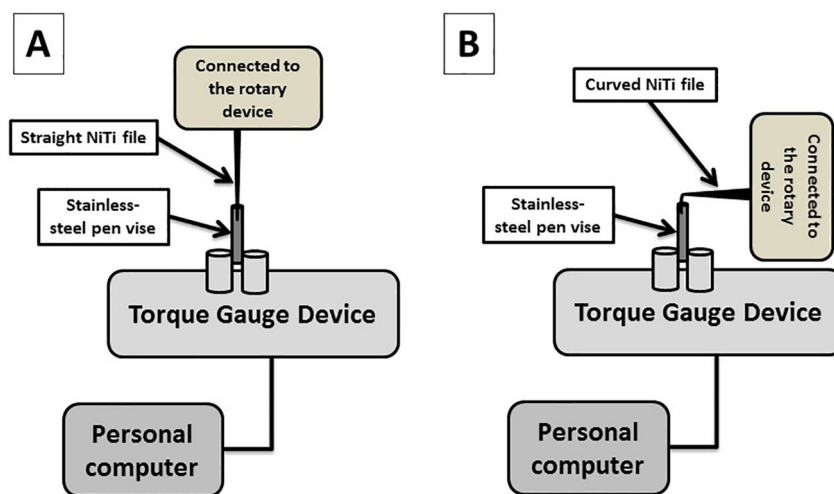 A
Connected to
the rotary
device
Straight NiTi file
Stainless-
steel pen vise
Torque Gauge Device
Personal
computer
B
Curved NiTi file
Connected to
the rotary
device
Stainless-
steel pen vise
Torque Gauge Device
Personal
computer